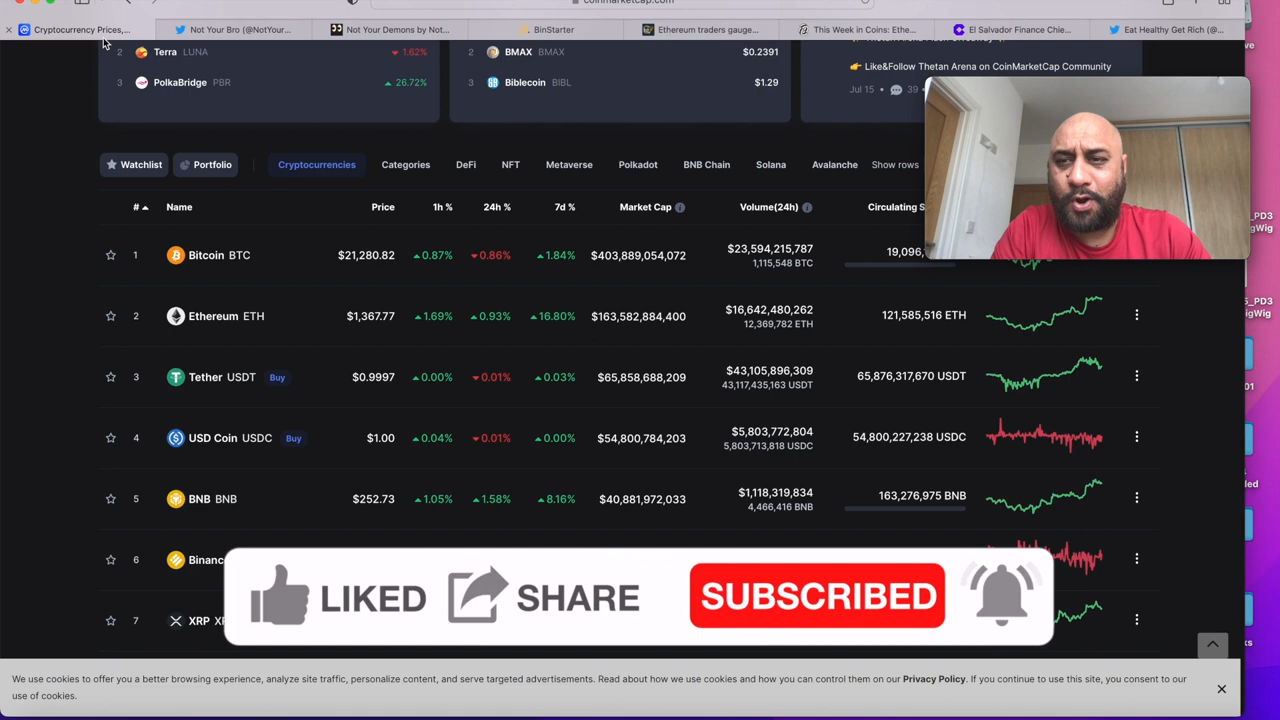 coinmarketcap.com
Cryptocurrency Prices,...
Not Your Bro (@NotYour...
Not Your Demons by Not...
BinStarter
Ethereum traders gauge...
This Week in Coins: Ethe...
El Salvador Finance Chie...
Eat Healthy Get Rich (@...
2 Terra LUNA 1.62%
2 BMAX BMAX $0.2391
3 PolkaBridge PBR 26.72%
3 Biblecoin BIBL $1.29
Like&Follow Thetan Arena on CoinMarketCap Community
Jul 15 • 39
Watchlist Portfolio Cryptocurrencies Categories DeFi NFT Metaverse Polkadot BNB Chain Solana Avalanche Show rows
# Name Price 1h % 24h % 7d % Market Cap Volume(24h) Circulating S
1 Bitcoin BTC $21,280.82 0.87% 0.86% 1.84% $403,889,054,072 $23,594,215,787 19,096,
1,115,548 BTC
2 Ethereum ETH $1,367.77 1.69% 0.93% 16.80% $163,582,884,400 $16,642,480,262 121,585,516 ETH
12,369,782 ETH
3 Tether USDT Buy $0.9997 0.00% 0.01% 0.03% $65,858,688,209 $43,105,896,309 65,876,317,670 USDT
43,117,435,163 USDT
4 USD Coin USDC Buy $1.00 0.04% 0.01% 0.00% $54,800,784,203 $5,803,772,804 54,800,227,238 USDC
5,803,713,818 USDC
5 BNB BNB $252.73 1.05% 1.58% 8.16% $40,881,972,033 $1,118,319,834 163,276,975 BNB
4,466,416 BNB
6 Binanc
7 XRP
LIKED SHARE SUBSCRIBED
We use cookies to offer you a better browsing experience, analyze site traffic, personalize content, and serve targeted advertisements. Read about how we use cookies and how you can control them on our Privacy Policy. If you continue to use this site, you consent to our
use of cookies.
_PD3
gWig
5_PD3
igWig
01
led
ks